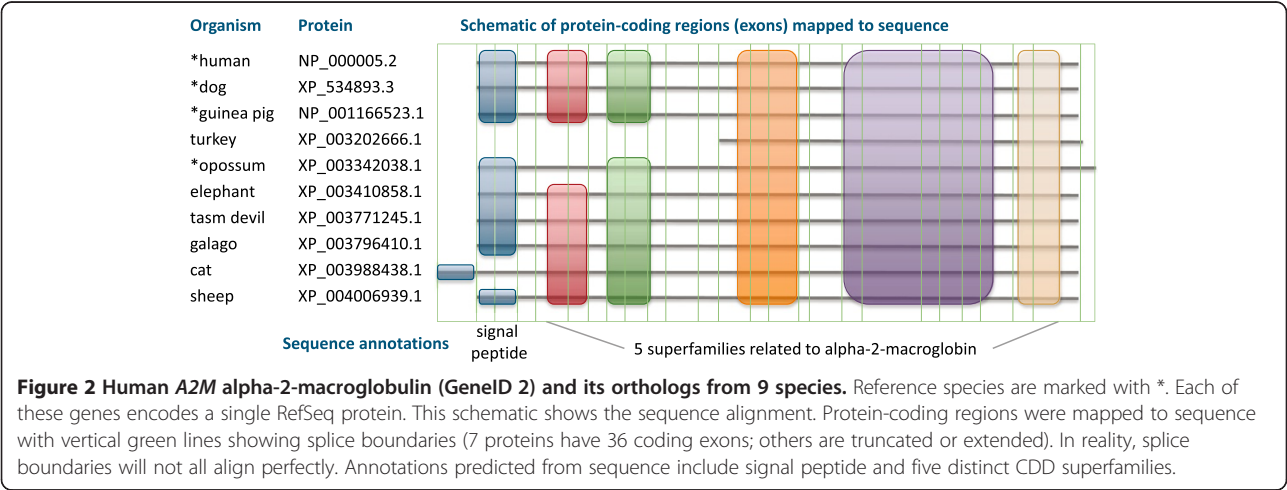 Organism Protein Schematic of protein-coding regions (exons) mapped to sequence
*human NP_000005.2
*dog XP_534893.3
*guinea pig NP_001166523.1
turkey XP_003202666.1
*opossum XP_003342038.1
elephant XP_003410858.1
tasm devil XP_003771245.1
galago XP_003796410.1
cat XP_003988438.1
sheep XP_004006939.1
Sequence annotations
signal
peptide
5 superfamilies related to alpha-2-macroglobin
Figure 2 Human A2M alpha-2-macroglobulin (GeneID 2) and its orthologs from 9 species. Reference species are marked with *. Each of
these genes encodes a single RefSeq protein. This schematic shows the sequence alignment. Protein-coding regions were mapped to sequence
with vertical green lines showing splice boundaries (7 proteins have 36 coding exons; others are truncated or extended). In reality, splice
boundaries will not all align perfectly. Annotations predicted from sequence include signal peptide and five distinct CDD superfamilies.